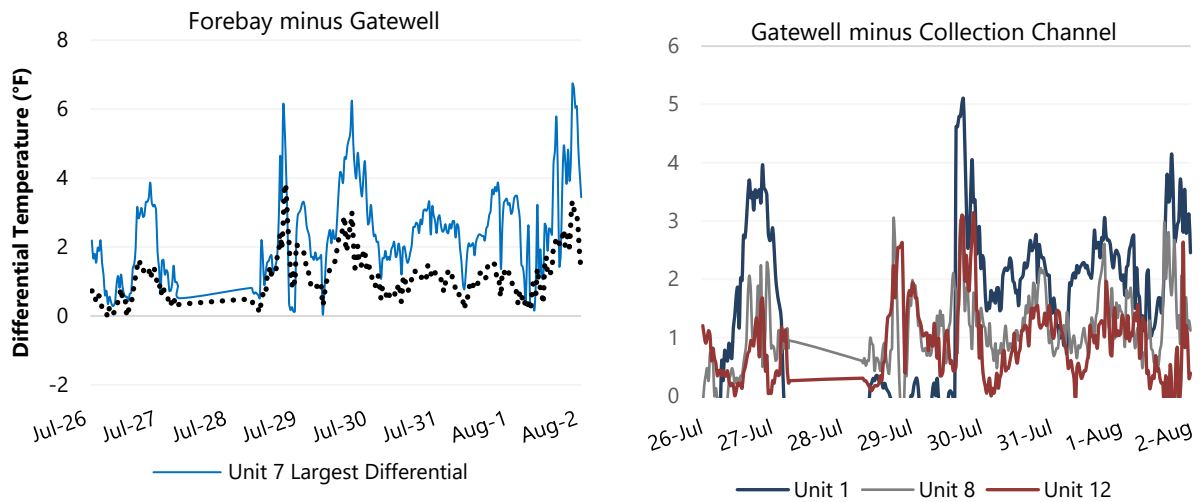 Forebay minus Gatewell
Differential Temperature (°F)
8
6
4
2
0
-2
Jul-26 Jul-27 Jul-28 Jul-29 Jul-30 Jul-31 Aug-1 Aug-2
Unit 7 Largest Differential
Gatewell minus Collection Channel
6
5
4
3
2
1
0
26-Jul 27-Jul 28-Jul 29-Jul 30-Jul 31-Jul 1-Aug 2-Aug
Unit 1 Unit 8 Unit 12